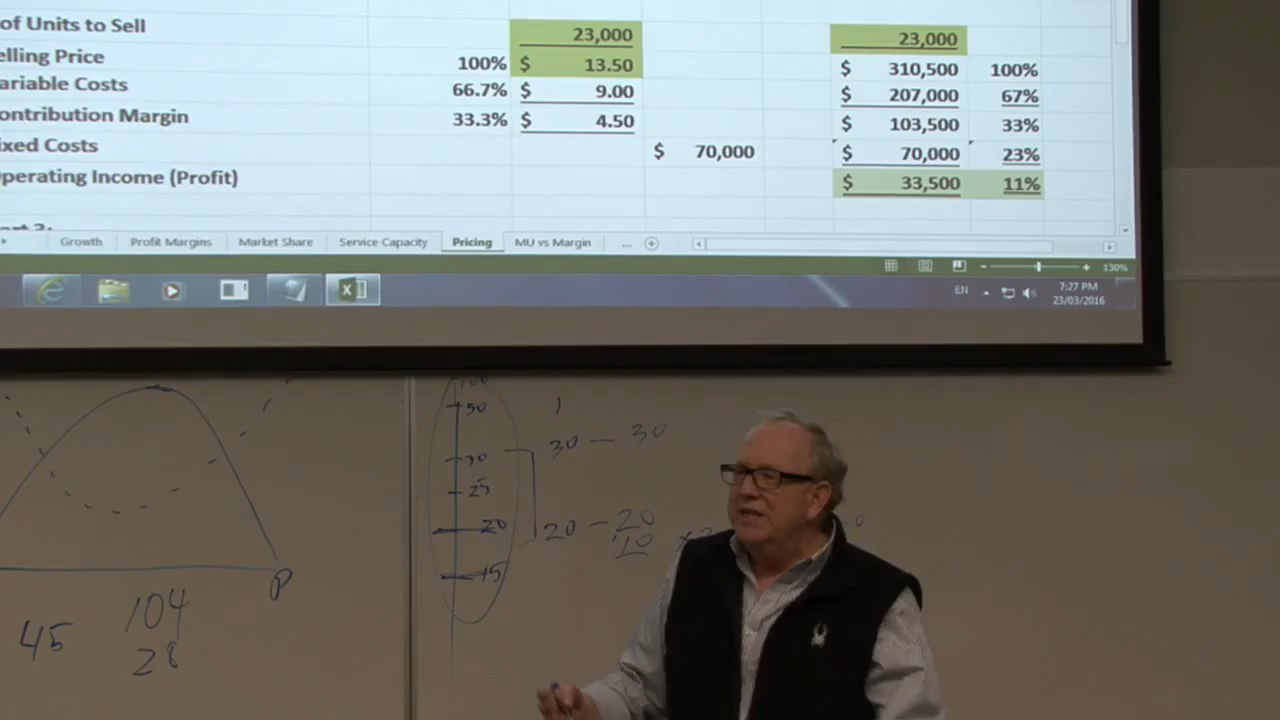 of Units to Sell 23,000 23,000
elling Price 100% $ 13.50 $ 310,500 100%
ariable Costs 66.7% $ 9.00 $ 207,000 67%
ontribution Margin 33.3% $ 4.50 $ 103,500 33%
ixed Costs $ 70,000 $ 70,000 23%
perating Income (Profit) $ 33,500 11%
Growth Profit Margins Market Share Service Capacity Pricing MU vs Margin ...
130%
EN 7:27 PM
23/03/2016
50
30 30 — 30
25
20 20 — 20
10
15
P
104
45
28